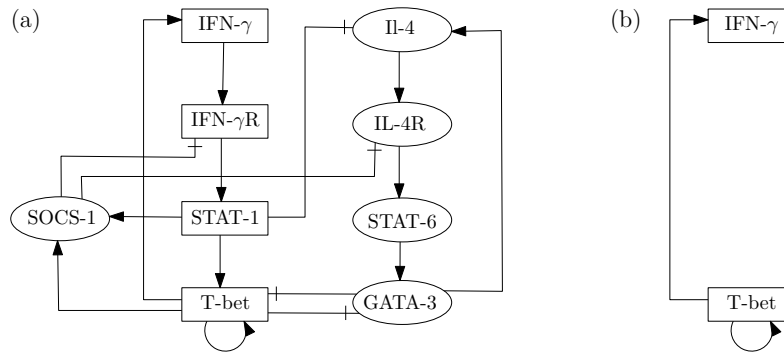 (a) IFN-γ Il-4 (b) IFN-γ
IFN-γR IL-4R
SOCS-1 STAT-1 STAT-6
T-bet GATA-3 T-bet